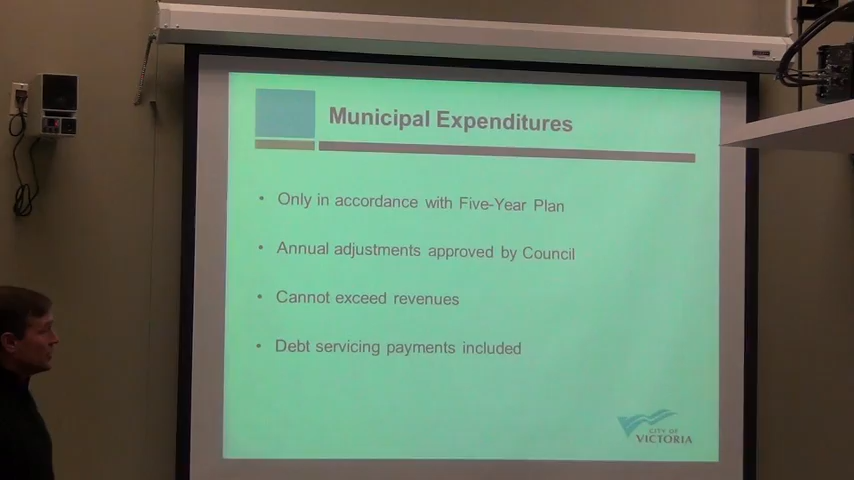 Municipal Expenditures
• Only in accordance with Five-Year Plan
• Annual adjustments approved by Council
• Cannot exceed revenues
• Debt servicing payments included
CITY OF
VICTORIA